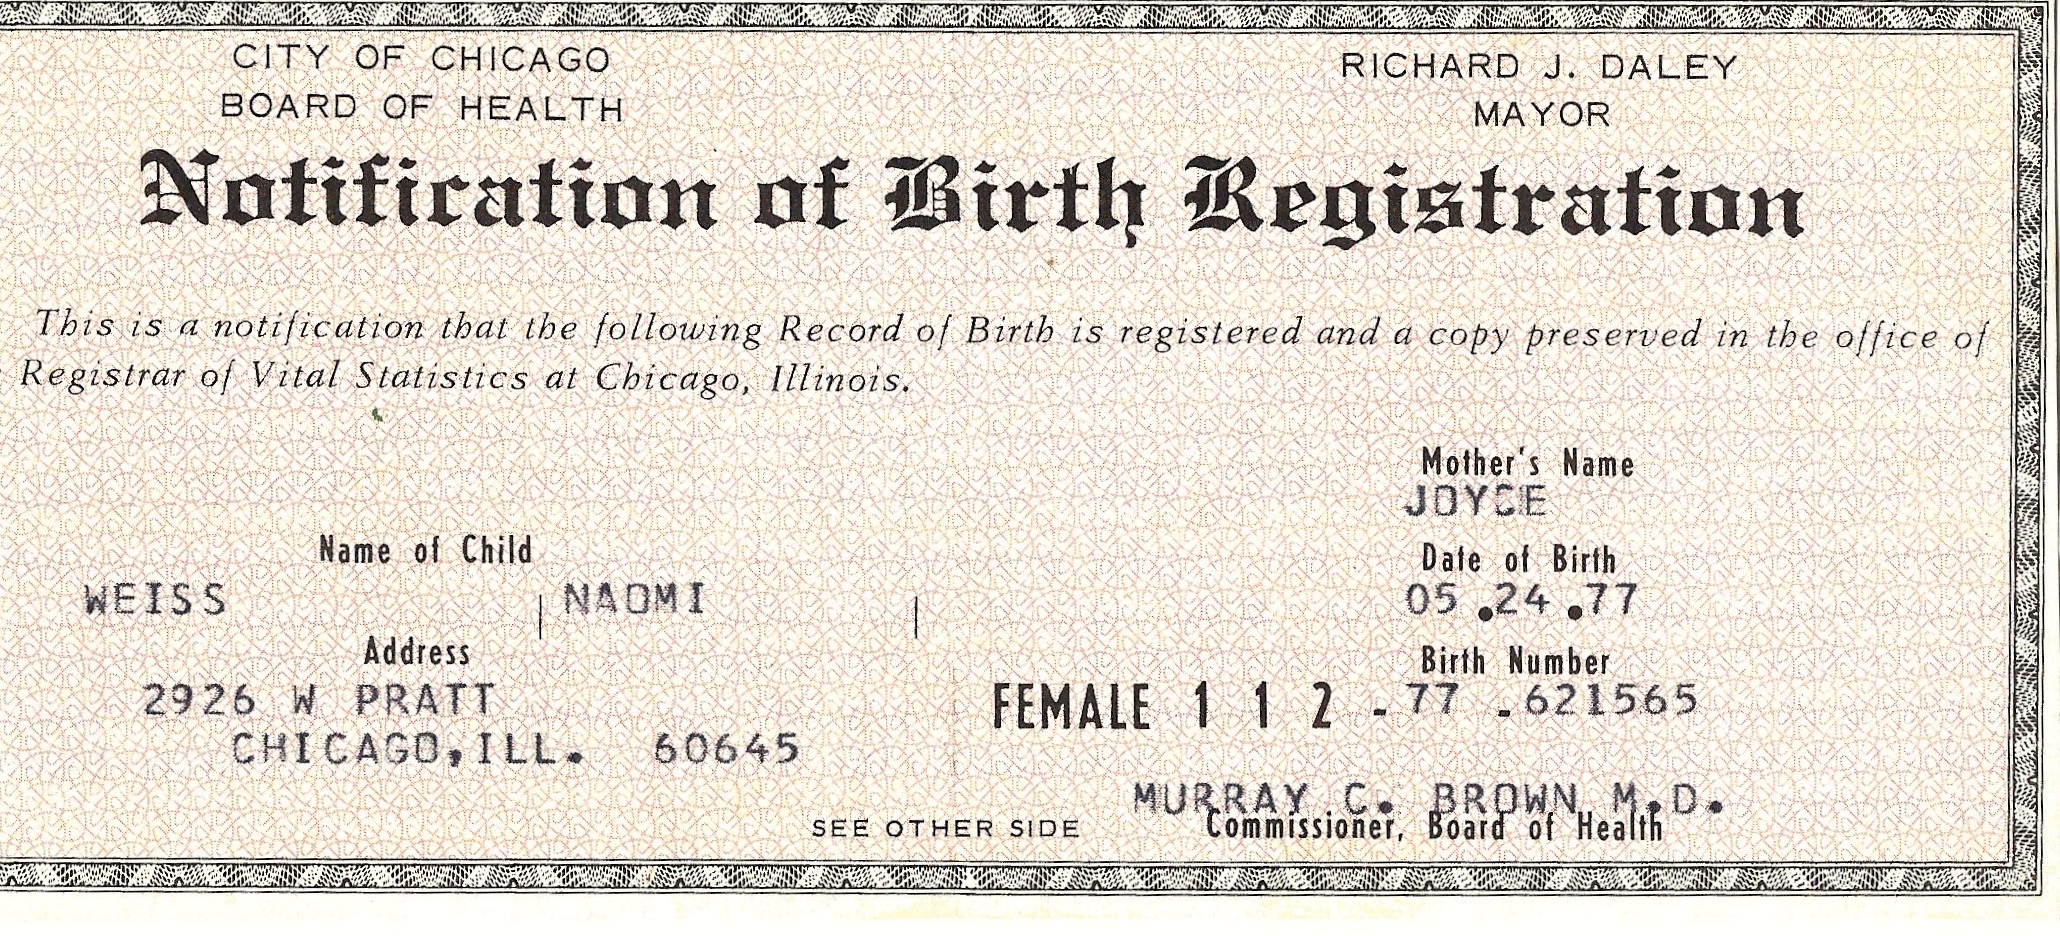 CITY OF CHICAGO
BOARD OF HEALTH
RICHARD J. DALEY
MAYOR
Notification of Birth Registration
This is a notification that the following Record of Birth is registered and a copy preserved in the office of
Registrar of Vital Statistics at Chicago, Illinois.
Mother's Name
JOYCE
Name of Child
Date of Birth
WEISS | NAOMI |
05.24.77
Address
Birth Number
2926 W PRATT
FEMALE 1 1 2 - 77 - 621565
CHICAGO,ILL. 60645
MURRAY C. BROWN M.D.
SEE OTHER SIDE
Commissioner, Board of Health